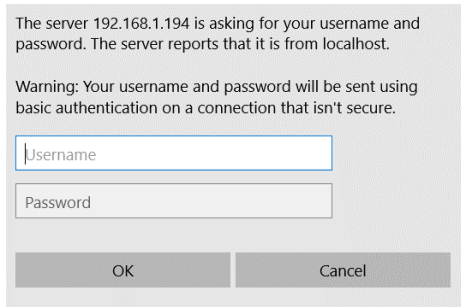 The server 192.168.1.194 is asking for your username and
password. The server reports that it is from localhost.
Warning: Your username and password will be sent using
basic authentication on a connection that isn't secure.
Username
Password
OK
Cancel